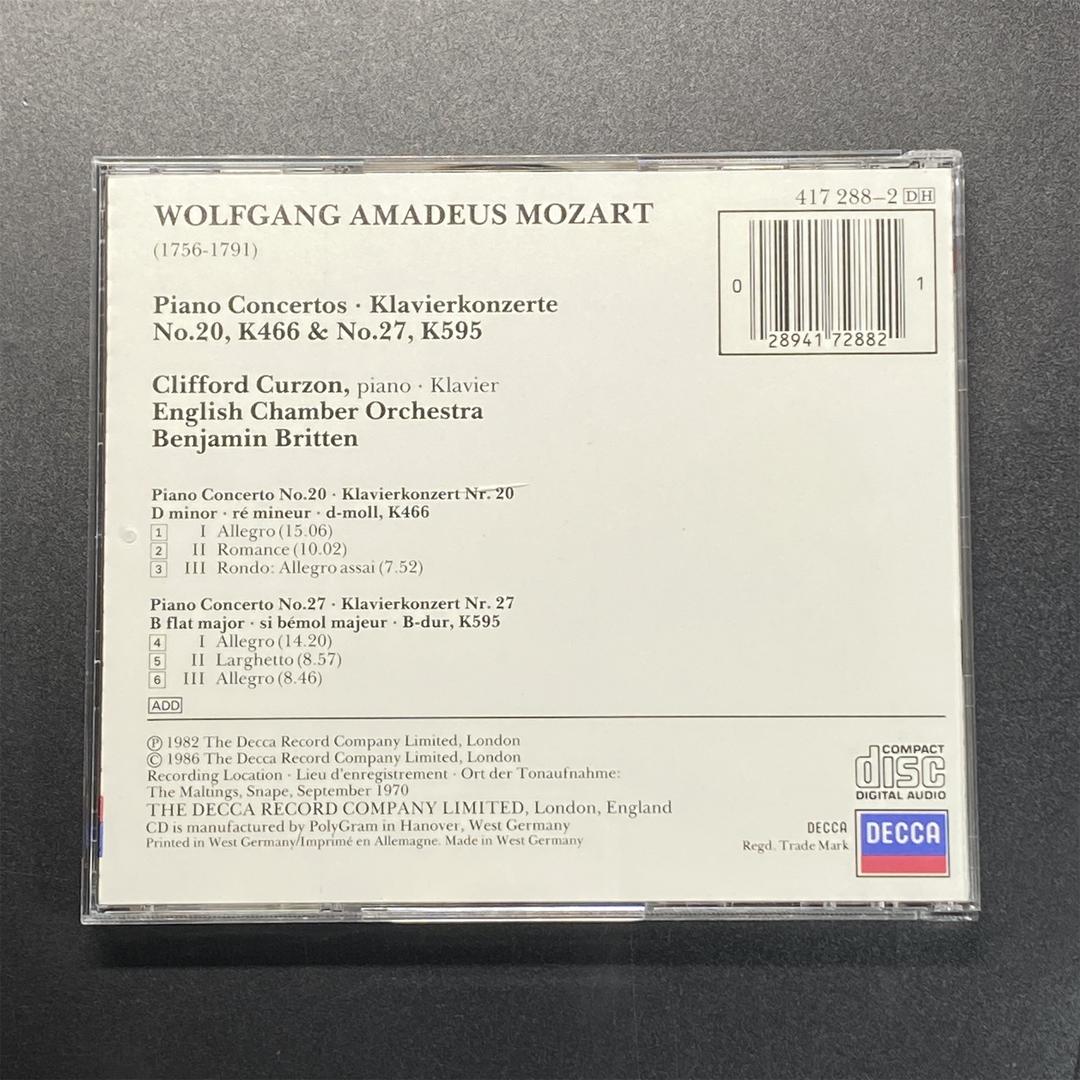 WOLFGANG AMADEUS MOZART
(1756-1791)
417 288-2 DH
0 28941 72882 1
Piano Concertos · Klavierkonzerte
No.20, K466 & No.27, K595
Clifford Curzon, piano · Klavier
English Chamber Orchestra
Benjamin Britten
Piano Concerto No.20 · Klavierkonzert Nr. 20
D minor · ré mineur · d-moll, K466
1 I Allegro (15.06)
2 II Romance (10.02)
3 III Rondo: Allegro assai (7.52)
Piano Concerto No.27 · Klavierkonzert Nr. 27
B flat major · si bémol majeur · B-dur, K595
4 I Allegro (14.20)
5 II Larghetto (8.57)
6 III Allegro (8.46)
ADD
Ⓟ 1982 The Decca Record Company Limited, London
© 1986 The Decca Record Company Limited, London
Recording Location · Lieu d'enregistrement · Ort der Tonaufnahme:
The Maltings, Snape, September 1970
THE DECCA RECORD COMPANY LIMITED, London, England
CD is manufactured by PolyGram in Hanover, West Germany
Printed in West Germany/Imprimé en Allemagne. Made in West Germany
COMPACT
disc
DIGITAL AUDIO
DECCA
Regd. Trade Mark
DECCA